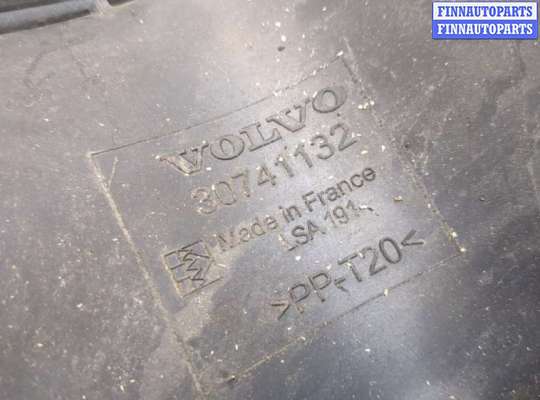 FINNAUTOPARTS
FINNAUTOPARTS
VOLVO
30741132
Made in France
LSA 191
>PP-T20<